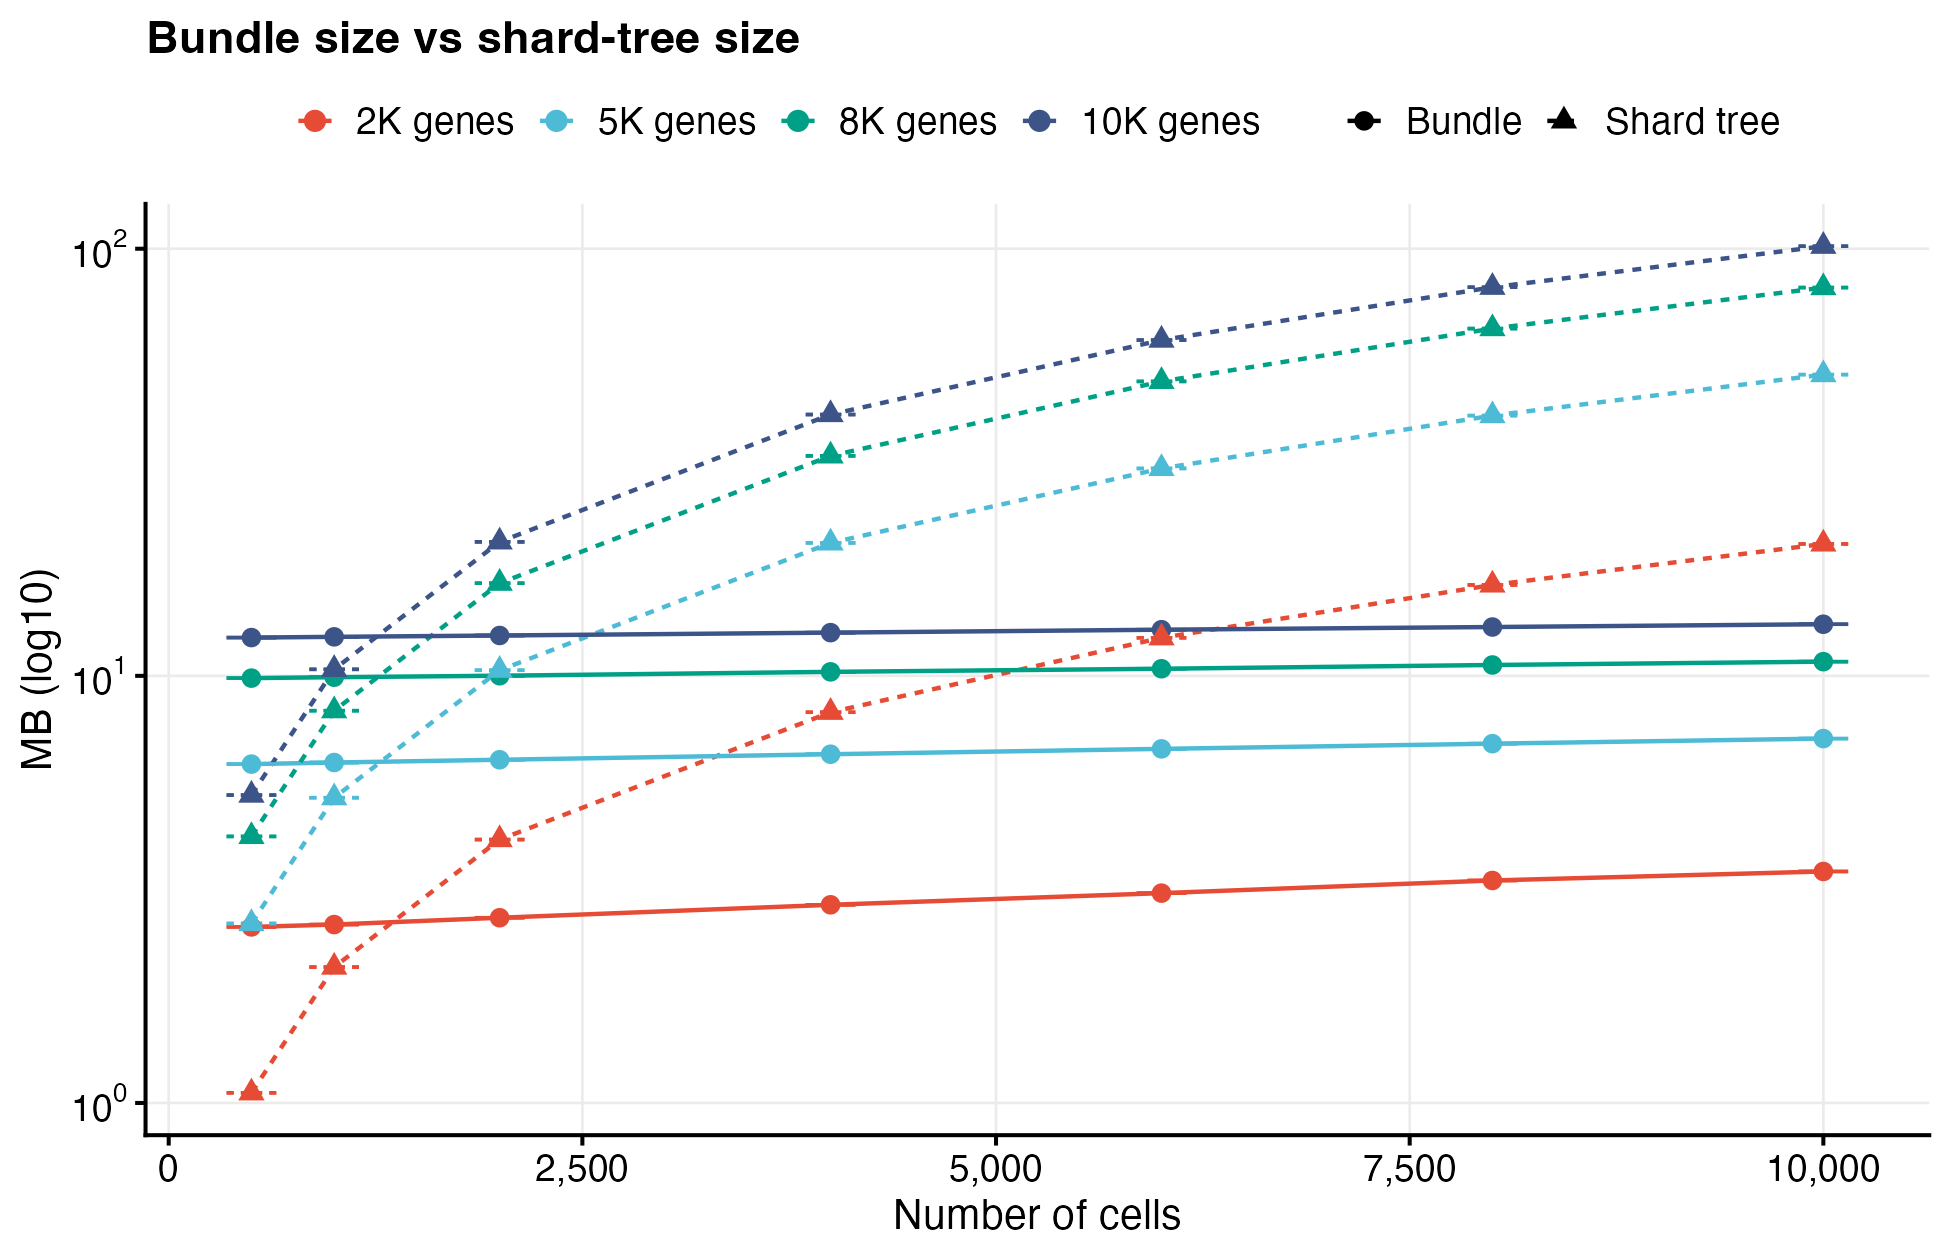 Bundle size vs shard-tree size
2K genes 5K genes 8K genes 10K genes Bundle Shard tree
10²
10¹
10⁰
MB (log10)
0 2,500 5,000 7,500 10,000
Number of cells